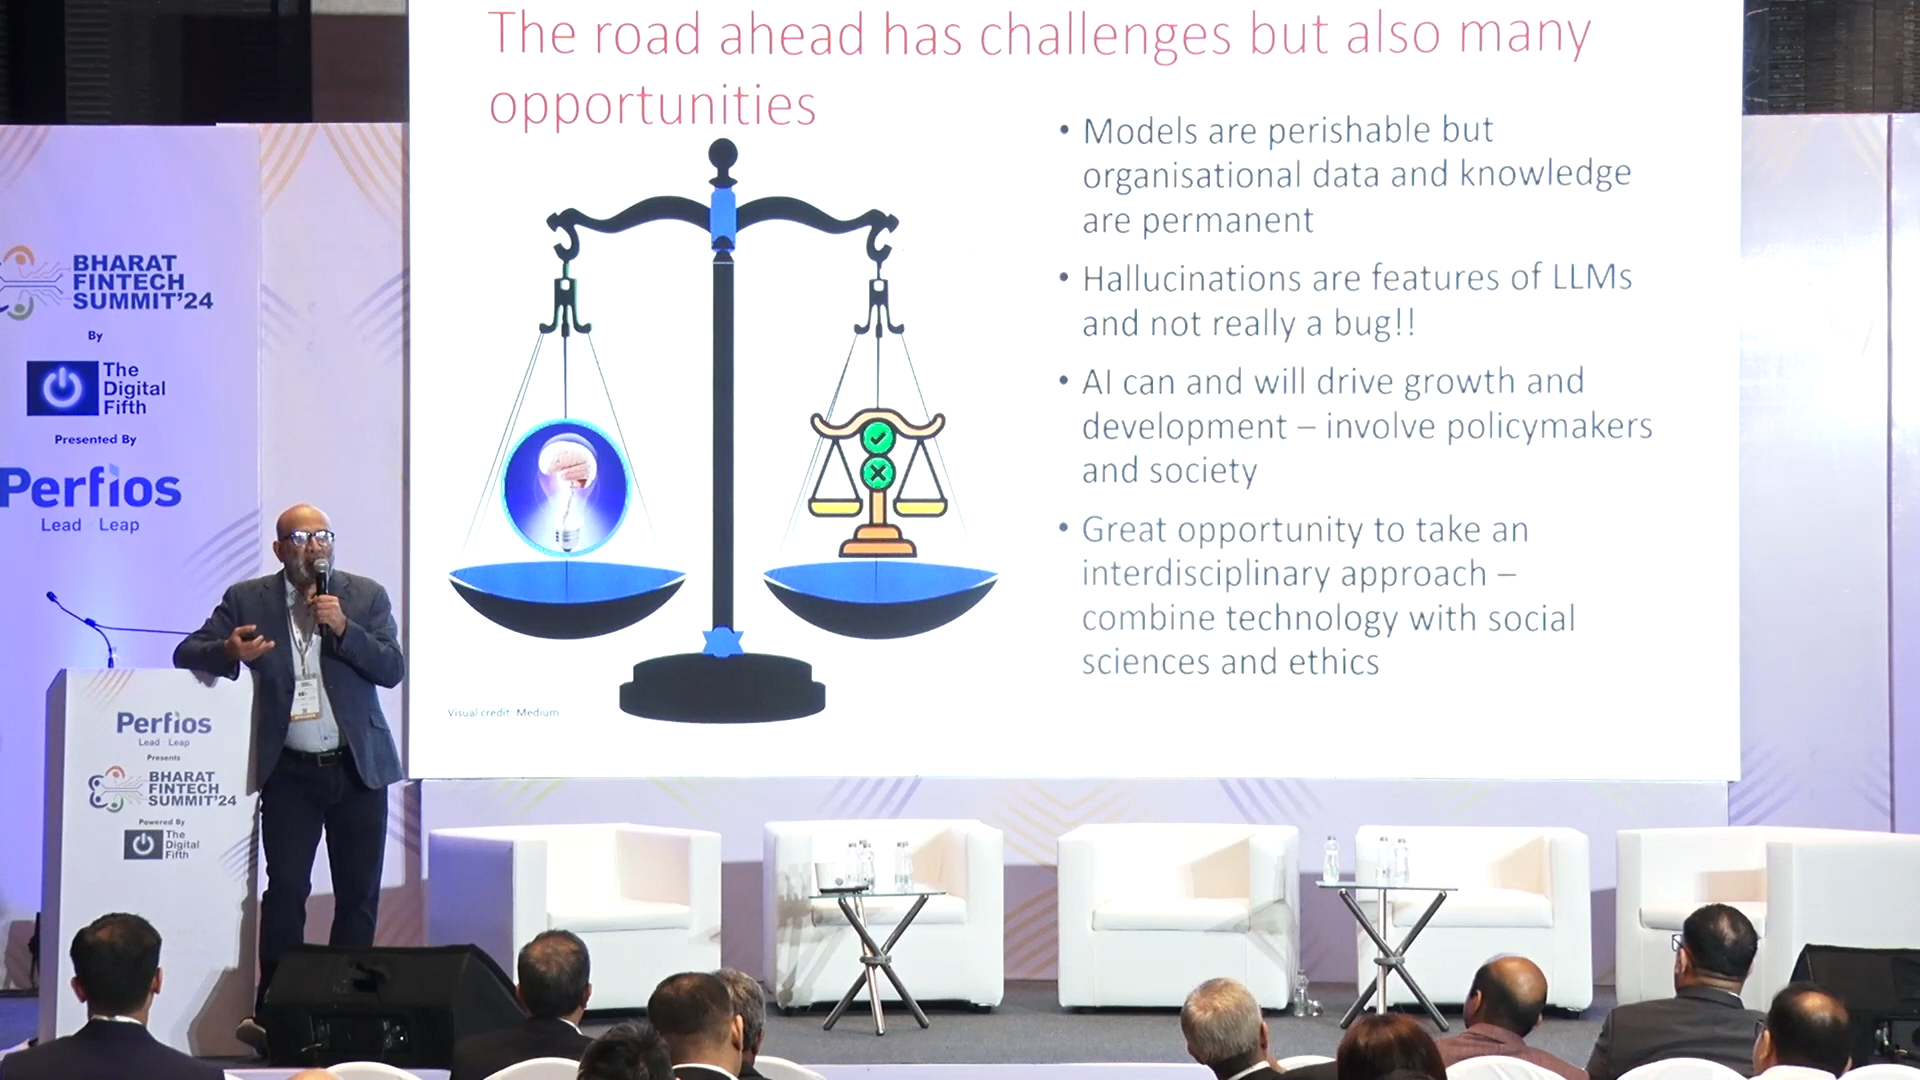 The road ahead has challenges but also many
opportunities
• Models are perishable but
organisational data and knowledge
are permanent
• Hallucinations are features of LLMs
and not really a bug!!
• AI can and will drive growth and
development – involve policymakers
and society
• Great opportunity to take an
interdisciplinary approach –
combine technology with social
sciences and ethics
Visual credit: Medium
BHARAT
FINTECH
SUMMIT'24
By
The
Digital
Fifth
Presented By
Perfios
Lead Leap
Perfios
Lead Leap
Presents
BHARAT
FINTECH
SUMMIT'24
Powered By
The
Digital
Fifth